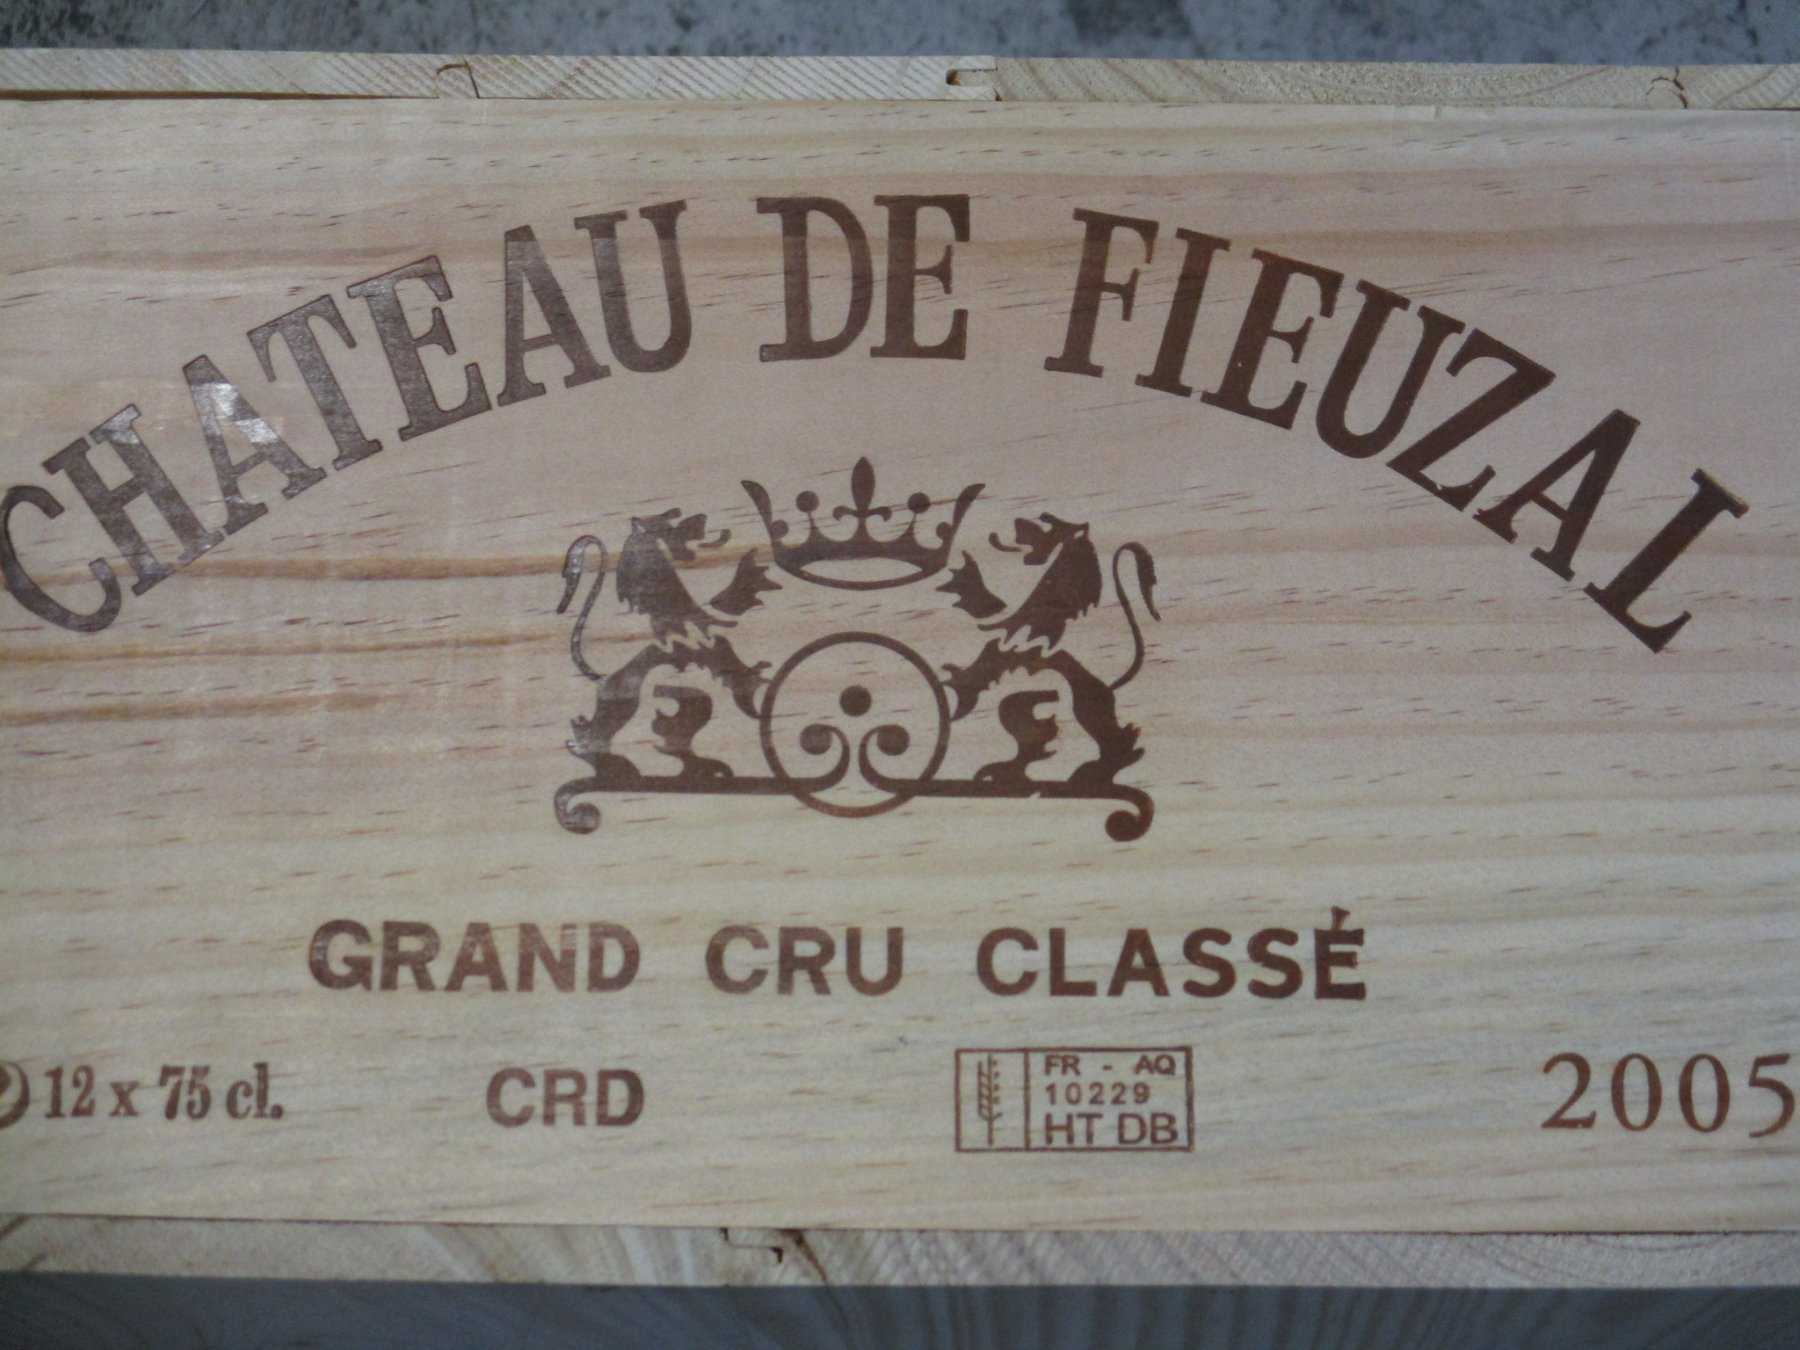 CHATEAU DE FIEUZAL
GRAND CRU CLASSÉ
12 x 75 cl.
CRD
FR - AQ
10229
HT DB
2005